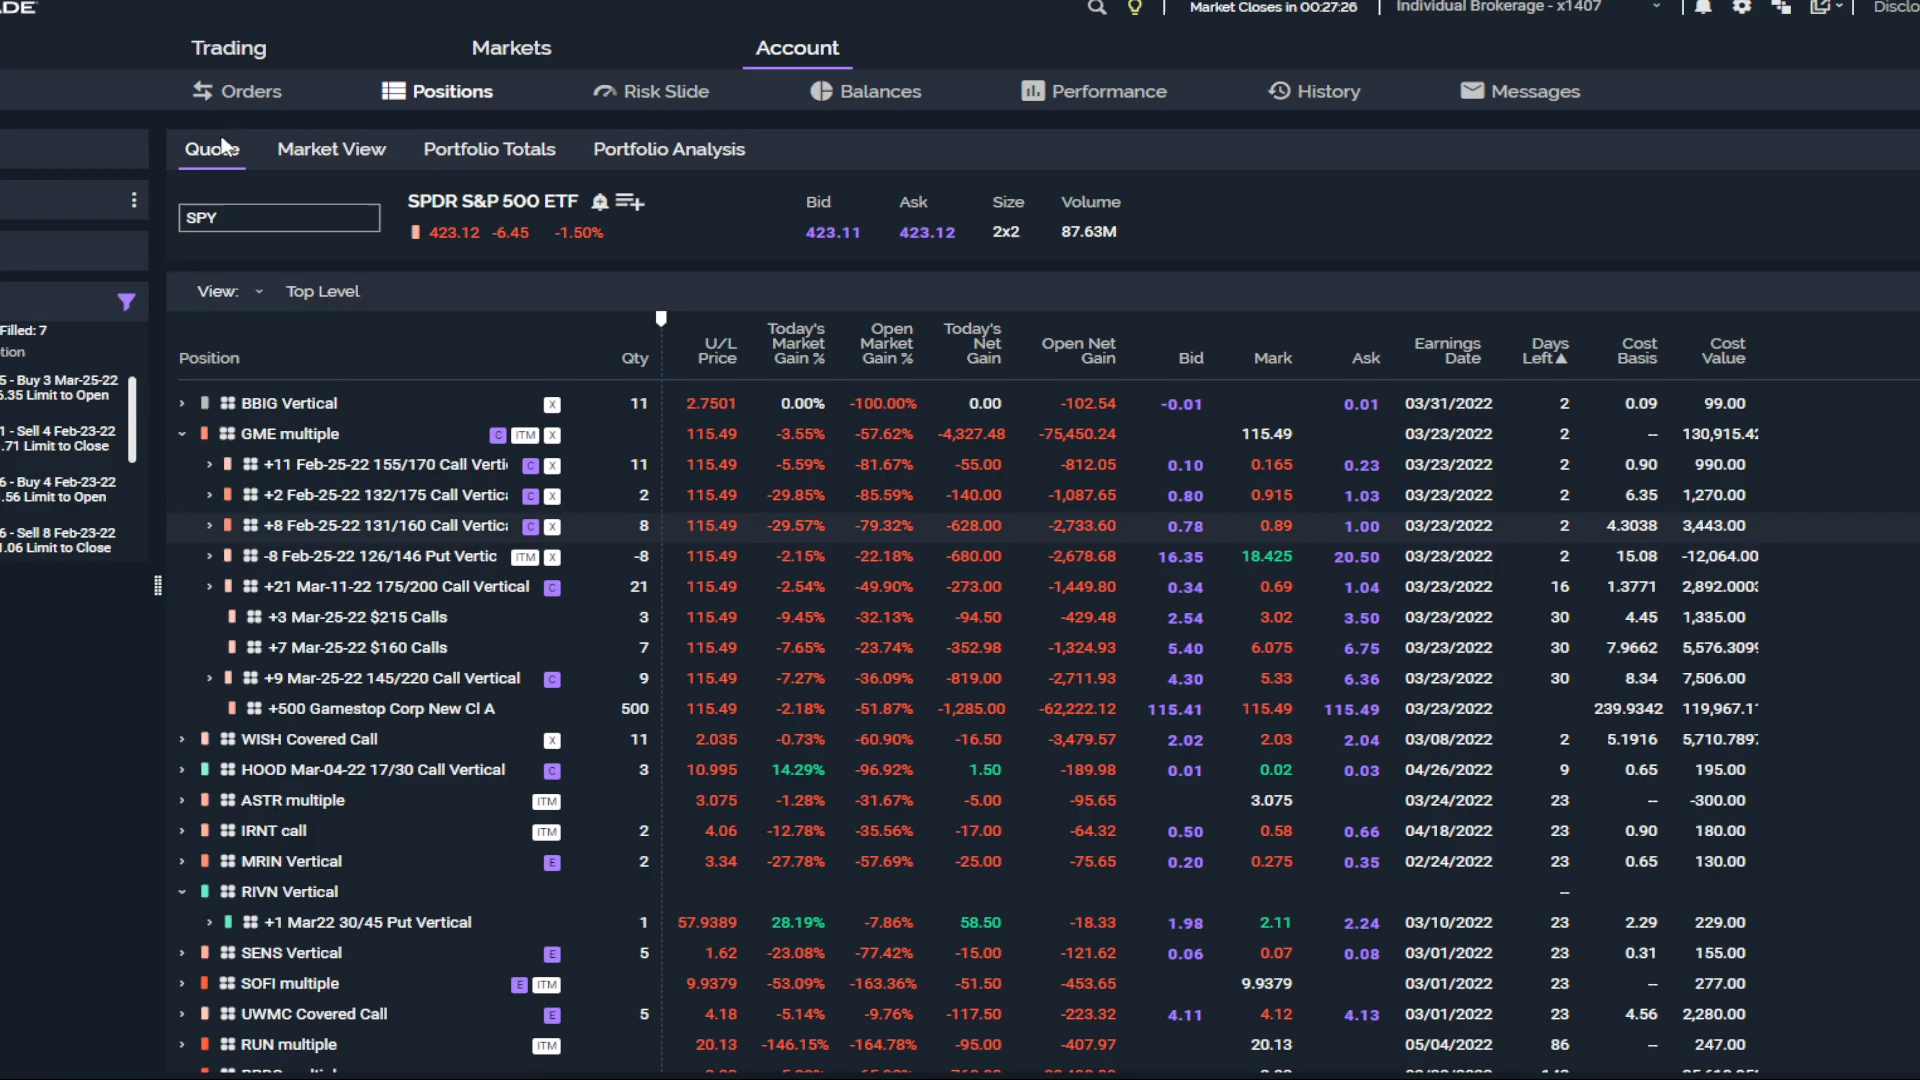 ADE
Market Closes in 00:27:26
Individual Brokerage - x1407
Disclo
Trading Markets Account
Orders Positions Risk Slide Balances Performance History Messages
Quote Market View Portfolio Totals Portfolio Analysis
SPY
SPDR S&P 500 ETF
423.12 -6.45 -1.50%
Bid Ask Size Volume
423.11 423.12 2x2 87.63M
View: Top Level
Filled: 7
tion
5 - Buy 3 Mar-25-22
6.35 Limit to Open
1 - Sell 4 Feb-23-22
.71 Limit to Close
6 - Buy 4 Feb-23-22
.56 Limit to Open
6 - Sell 8 Feb-23-22
1.06 Limit to Close
Position Qty U/L Price Today's Market Gain % Open Market Gain % Today's Net Gain Open Net Gain Bid Mark Ask Earnings Date Days Left▲ Cost Basis Cost Value
BBIG Vertical X 11 2.7501 0.00% -100.00% 0.00 -102.54 -0.01 0.01 03/31/2022 2 0.09 99.00
GME multiple C ITM X 115.49 -3.55% -57.62% -4,327.48 -75,450.24 115.49 03/23/2022 2 -- 130,915.42
+11 Feb-25-22 155/170 Call Verti C X 11 115.49 -5.59% -81.67% -55.00 -812.05 0.10 0.165 0.23 03/23/2022 2 0.90 990.00
+2 Feb-25-22 132/175 Call Vertic C X 2 115.49 -29.85% -85.59% -140.00 -1,087.65 0.80 0.915 1.03 03/23/2022 2 6.35 1,270.00
+8 Feb-25-22 131/160 Call Vertic C X 8 115.49 -29.57% -79.32% -628.00 -2,733.60 0.78 0.89 1.00 03/23/2022 2 4.3038 3,443.00
-8 Feb-25-22 126/146 Put Vertic ITM X -8 115.49 -2.15% -22.18% -680.00 -2,678.68 16.35 18.425 20.50 03/23/2022 2 15.08 -12,064.00
+21 Mar-11-22 175/200 Call Vertical C 21 115.49 -2.54% -49.90% -273.00 -1,449.80 0.34 0.69 1.04 03/23/2022 16 1.3771 2,892.000
+3 Mar-25-22 $215 Calls 3 115.49 -9.45% -32.13% -94.50 -429.48 2.54 3.02 3.50 03/23/2022 30 4.45 1,335.00
+7 Mar-25-22 $160 Calls 7 115.49 -7.65% -23.74% -352.98 -1,324.93 5.40 6.075 6.75 03/23/2022 30 7.9662 5,576.309
+9 Mar-25-22 145/220 Call Vertical C 9 115.49 -7.27% -36.09% -819.00 -2,711.93 4.30 5.33 6.36 03/23/2022 30 8.34 7,506.00
+500 Gamestop Corp New Cl A 500 115.49 -2.18% -51.87% -1,285.00 -62,222.12 115.41 115.49 115.49 03/23/2022 239.9342 119,967.1
WISH Covered Call X 11 2.035 -0.73% -60.90% -16.50 -3,479.57 2.02 2.03 2.04 03/08/2022 2 5.1916 5,710.789
HOOD Mar-04-22 17/30 Call Vertical C 3 10.995 14.29% -96.92% 1.50 -189.98 0.01 0.02 0.03 04/26/2022 9 0.65 195.00
ASTR multiple ITM 3.075 -1.28% -31.67% -5.00 -95.65 3.075 03/24/2022 23 -- -300.00
IRNT call ITM 2 4.06 -12.78% -35.56% -17.00 -64.32 0.50 0.58 0.66 04/18/2022 23 0.90 180.00
MRIN Vertical E 2 3.34 -27.78% -57.69% -25.00 -75.65 0.20 0.275 0.35 02/24/2022 23 0.65 130.00
RIVN Vertical --
+1 Mar22 30/45 Put Vertical 1 57.9389 28.19% -7.86% 58.50 -18.33 1.98 2.11 2.24 03/10/2022 23 2.29 229.00
SENS Vertical E 5 1.62 -23.08% -77.42% -15.00 -121.62 0.06 0.07 0.08 03/01/2022 23 0.31 155.00
SOFI multiple E ITM 9.9379 -53.09% -163.36% -51.50 -453.65 9.9379 03/01/2022 23 -- 277.00
UWMC Covered Call E 5 4.18 -5.14% -9.76% -117.50 -223.32 4.11 4.12 4.13 03/01/2022 23 4.56 2,280.00
RUN multiple ITM 20.13 -146.15% -164.78% -95.00 -407.97 20.13 05/04/2022 86 -- 247.00